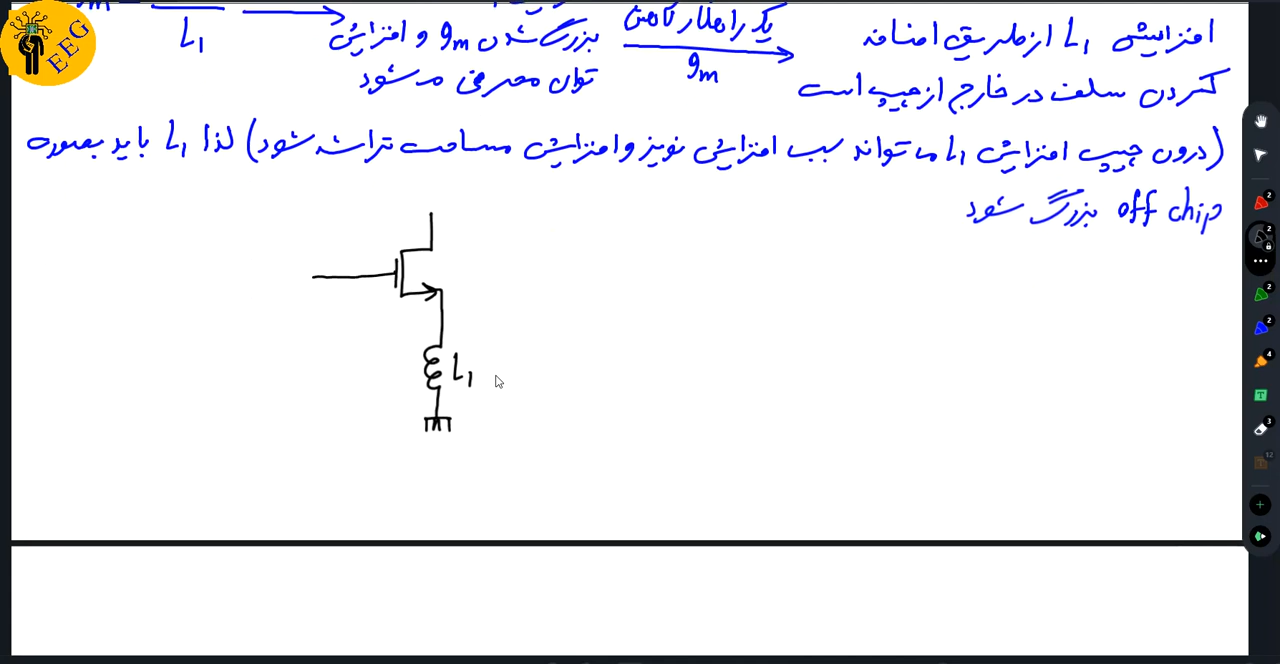 افزایش L1 از طریق اضافه یک راهکار کاهش gm بزرگ شدن gm و افزایش L1
کردن سلف در خارج از چیپ است توان مصرفی می شود
(درون چیپ افزایش L1 می تواند سبب افزایش نویز و افزایش مساحت تراشه شود) لذا L1 باید بصورت
off chip بزرگ شود
L1
EEG